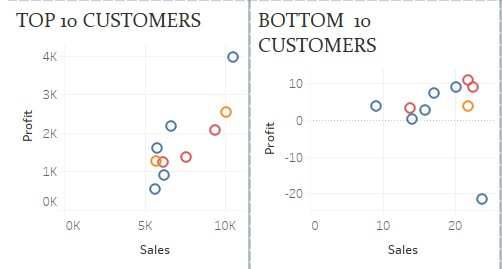 TOP 10 CUSTOMERS
4K
3K
2K
1K
0K
Profit
0K 5K 10K
Sales
BOTTOM 10
CUSTOMERS
10
0
-10
-20
Profit
0 10 20
Sales